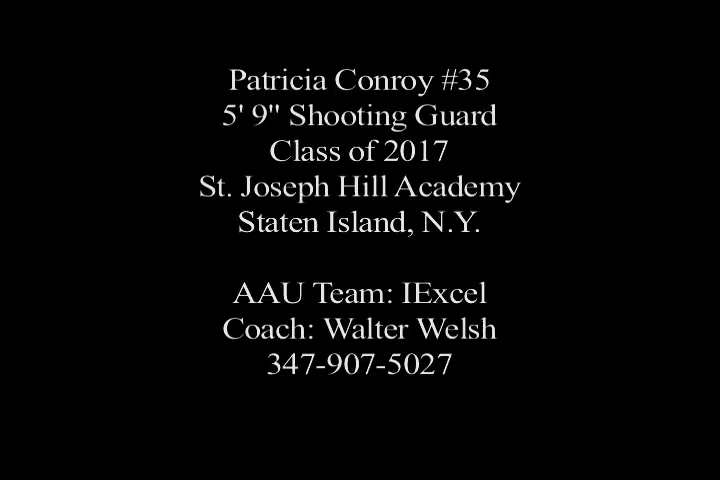 Patricia Conroy #35
5' 9" Shooting Guard
Class of 2017
St. Joseph Hill Academy
Staten Island, N.Y.
AAU Team: IExcel
Coach: Walter Welsh
347-907-5027